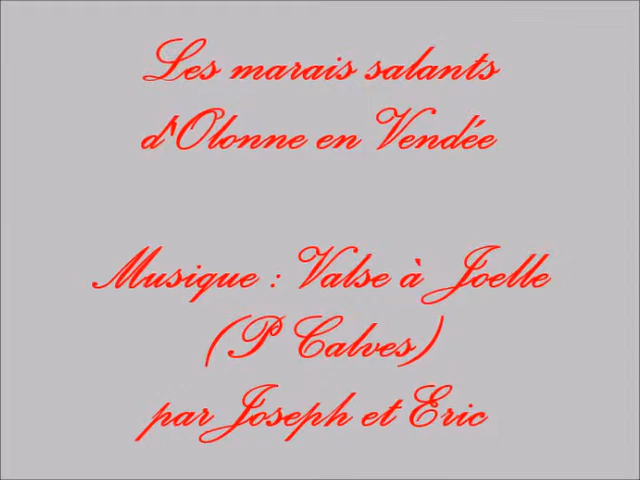 Les marais salants
d'Olonne en Vendée
Musique : Valse à Joelle
(P Calves)
par Joseph et Eric